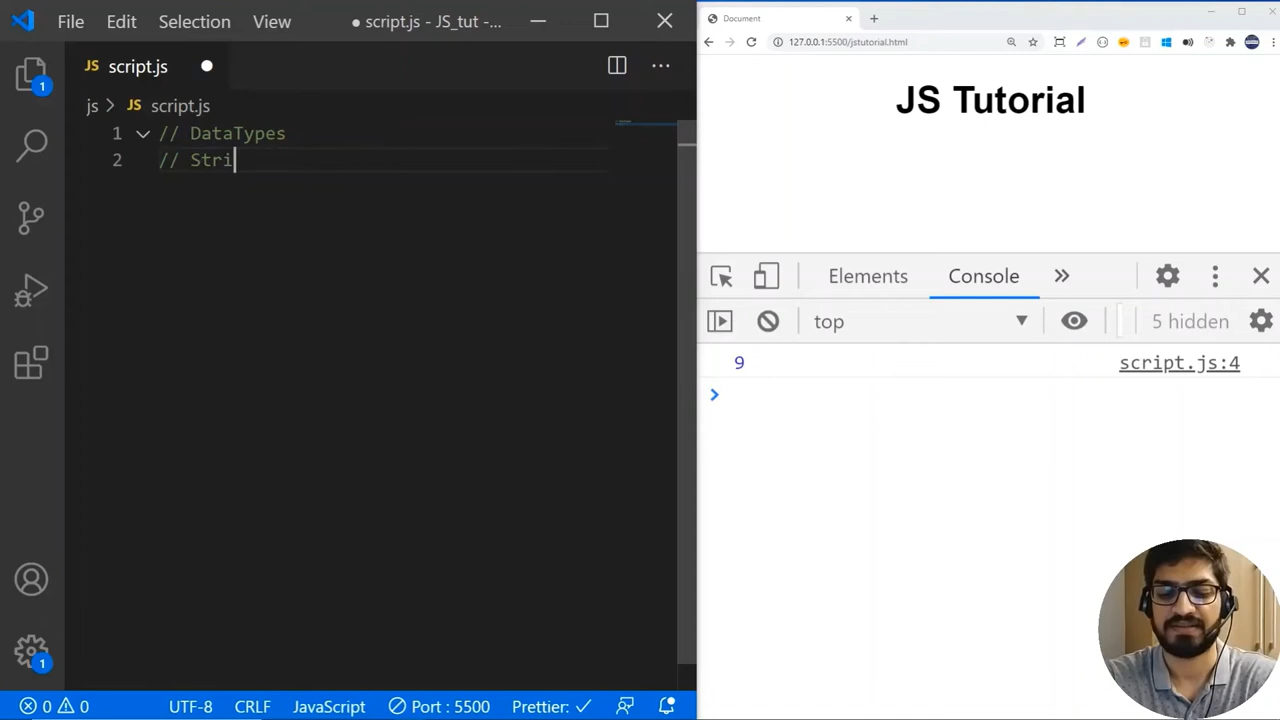 File Edit Selection View ● script.js - JS_tut -...
JS script.js
js > JS script.js
1 // DataTypes
2 // Stri
1
1
0 0 UTF-8 CRLF JavaScript Port : 5500 Prettier: ✓
Document
127.0.0.1:5500/jstutorial.html
JS Tutorial
Elements Console
top 5 hidden
9 script.js:4